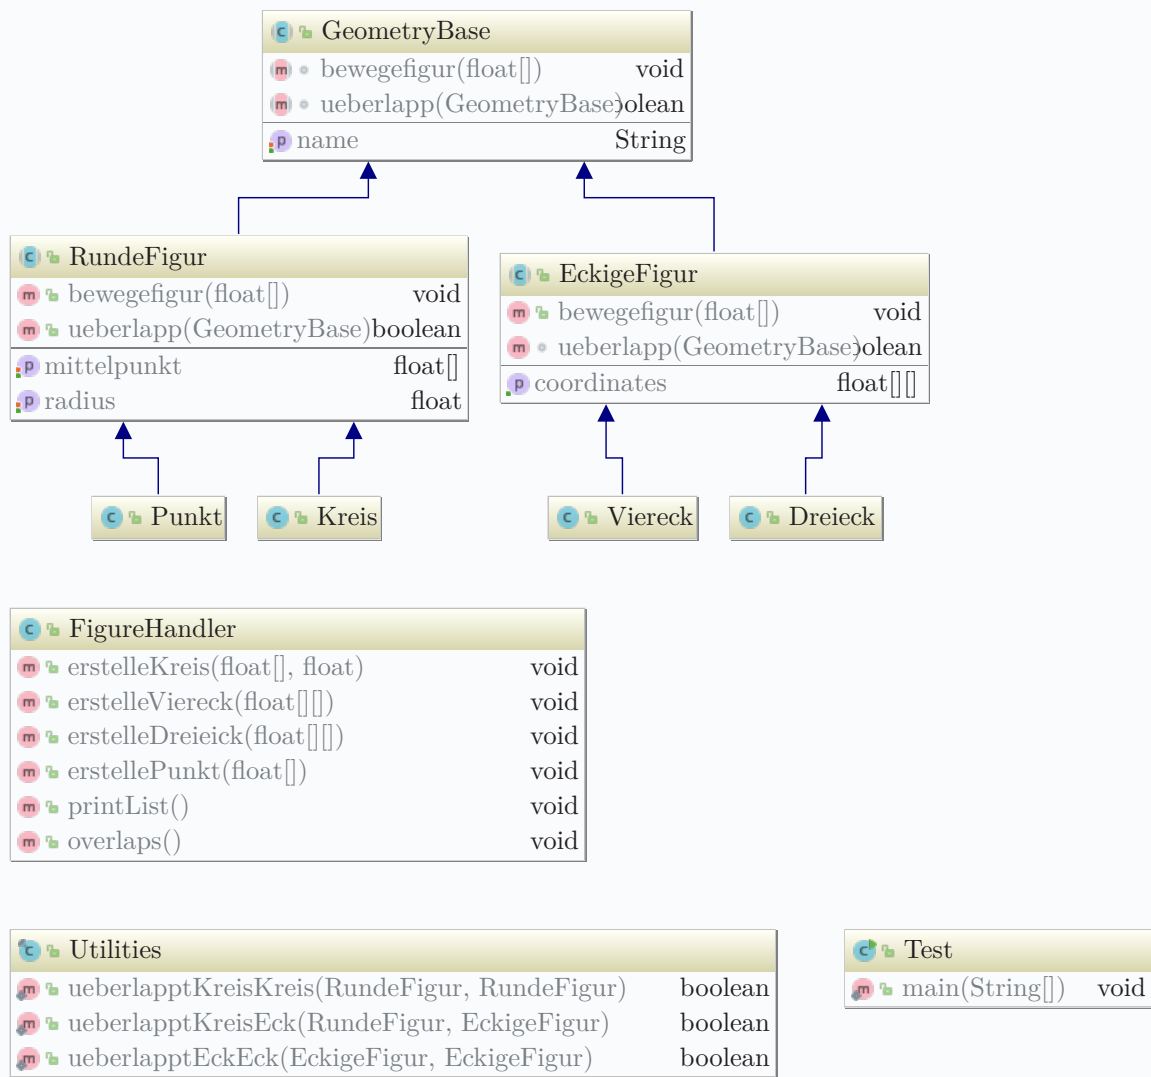 GeometryBase
bewegefigur(float[]) void
ueberlapp(GeometryBase)olean
name String
RundeFigur
bewegefigur(float[]) void
ueberlapp(GeometryBase)boolean
mittelpunkt float[]
radius float
EckigeFigur
bewegefigur(float[]) void
ueberlapp(GeometryBase)olean
coordinates float[][]
Punkt
Kreis
Viereck
Dreieck
FigureHandler
erstelleKreis(float[], float) void
erstelleViereck(float[][]) void
erstelleDreieick(float[][]) void
erstellePunkt(float[]) void
printList() void
overlaps() void
Utilities
ueberlapptKreisKreis(RundeFigur, RundeFigur) boolean
ueberlapptKreisEck(RundeFigur, EckigeFigur) boolean
ueberlapptEckEck(EckigeFigur, EckigeFigur) boolean
Test
main(String[]) void